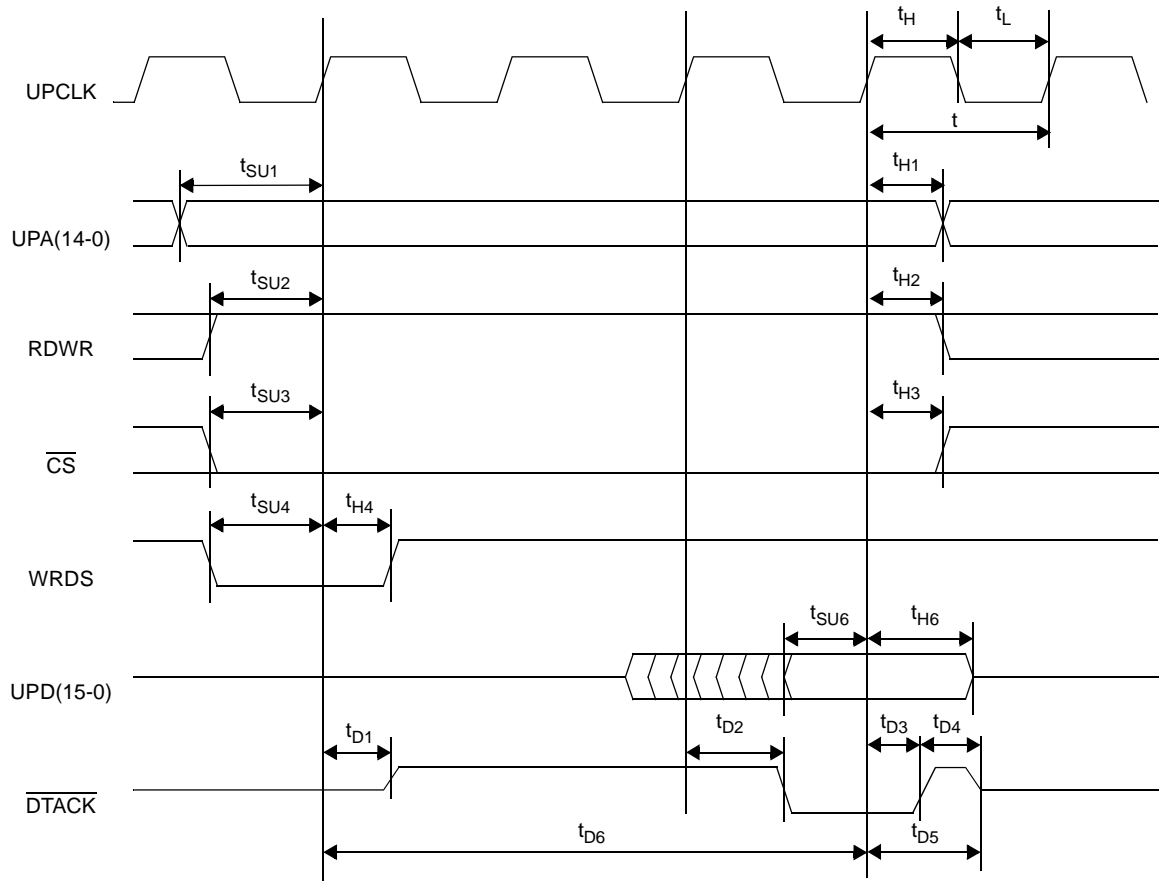 tH tL
UPCLK
t
tSU1 tH1
UPA(14-0)
tSU2 tH2
RDWR
tSU3 tH3
CS
tSU4 tH4
WRDS
tSU6 tH6
UPD(15-0)
tD1 tD2 tD3 tD4
DTACK
tD6 tD5